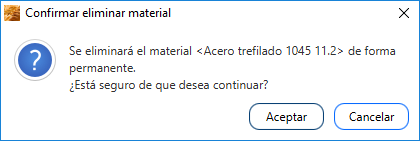 Confirmar eliminar material
Se eliminará el material <Acero trefilado 1045 11.2> de forma
permanente.
¿Está seguro de que desea continuar?
Aceptar
Cancelar